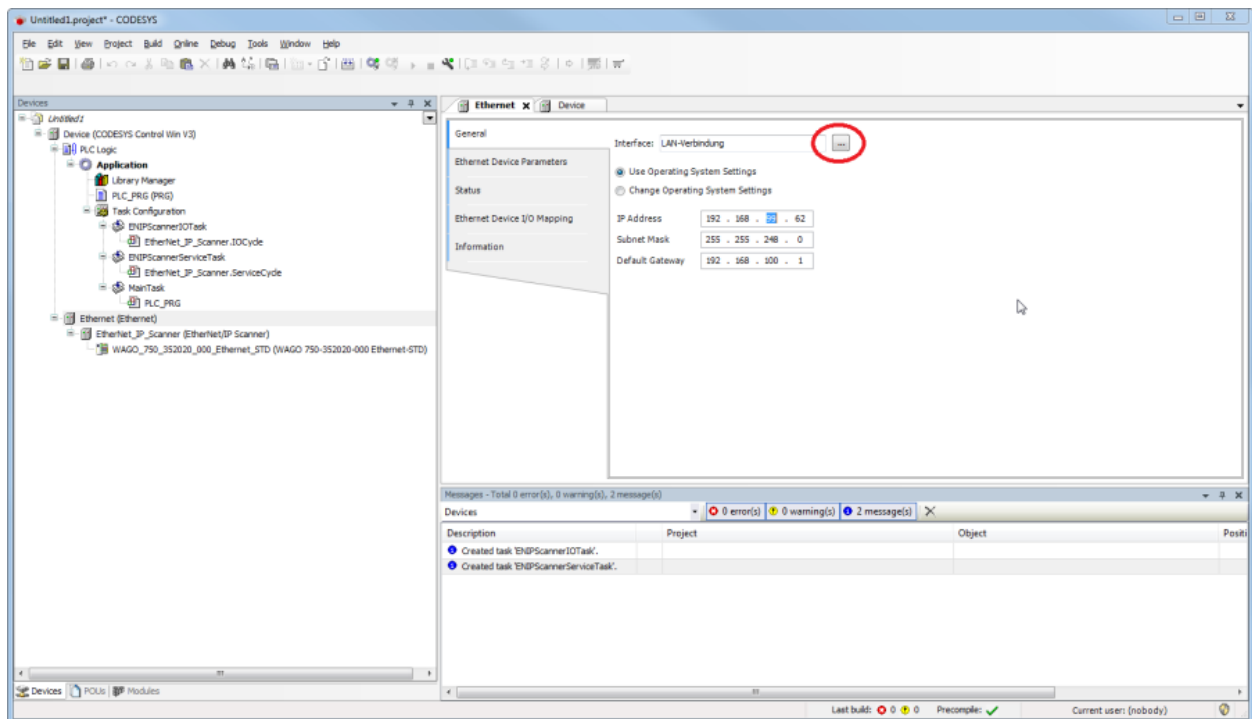 Untitled1.project* - CODESYS
File Edit View Project Build Online Debug Tools Window Help
Devices
Untitled1
Device (CODESYS Control Win V3)
PLC Logic
Application
Library Manager
PLC_PRG (PRG)
Task Configuration
ENIPScannerIOTask
EtherNet_IP_Scanner.IOCycle
ENIPScannerServiceTask
EtherNet_IP_Scanner.ServiceCycle
MainTask
PLC_PRG
Ethernet (Ethernet)
EtherNet_IP_Scanner (EtherNet/IP Scanner)
WAGO_750_352020_000_Ethernet_STD (WAGO 750-352020-000 Ethernet-STD)
Devices POUs Modules
Ethernet Device
General
Ethernet Device Parameters
Status
Ethernet Device I/O Mapping
Information
Interface: LAN-Verbindung ...
Use Operating System Settings
Change Operating System Settings
IP Address 192 . 168 . . 62
Subnet Mask 255 . 255 . 248 . 0
Default Gateway 192 . 168 . 100 . 1
Messages - Total 0 error(s), 0 warning(s), 2 message(s)
Devices 0 error(s) 0 warning(s) 2 message(s)
Description Project Object Positi
Created task 'ENIPScannerIOTask'.
Created task 'ENIPScannerServiceTask'.
Last build: 0 0 Precompile: Current user: (nobody)